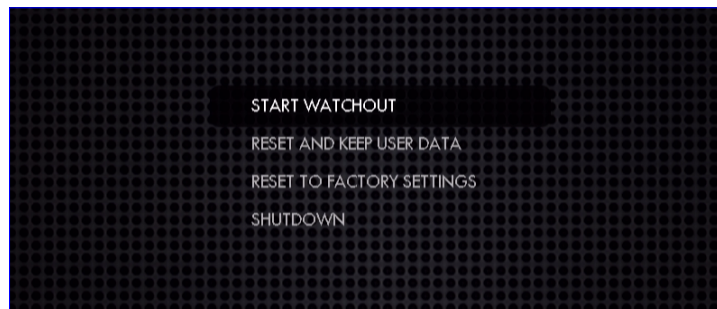 START WATCHOUT
RESET AND KEEP USER DATA
RESET TO FACTORY SETTINGS
SHUTDOWN